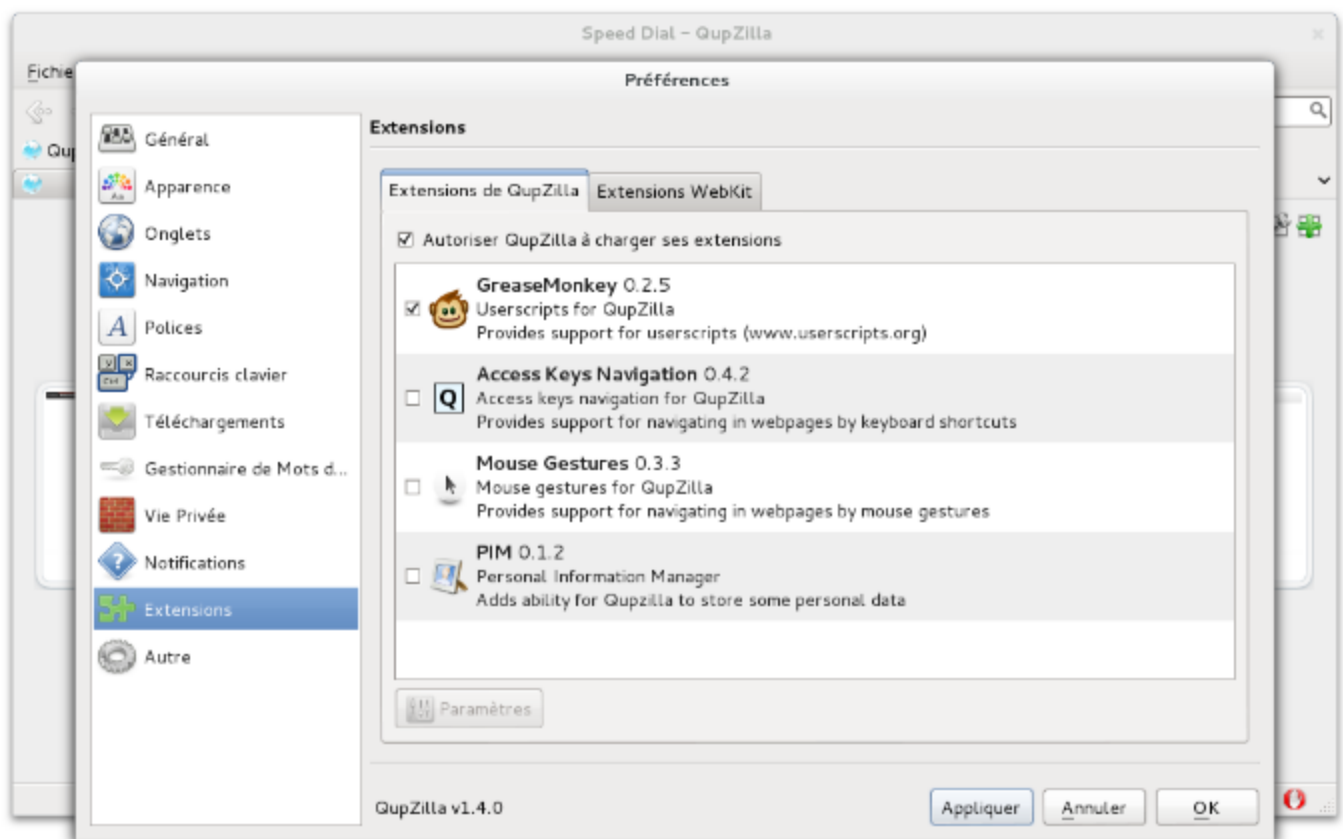 Speed Dial - QupZilla
Fichie
Préférences
Qup
Général
Apparence
Onglets
Navigation
Polices
Raccourcis clavier
Téléchargements
Gestionnaire de Mots d...
Vie Privée
Notifications
Extensions
Autre
Extensions
Extensions de QupZilla
Extensions WebKit
Autoriser QupZilla à charger ses extensions
GreaseMonkey 0.2.5
Userscripts for QupZilla
Provides support for userscripts (www.userscripts.org)
Access Keys Navigation 0.4.2
Q Access keys navigation for QupZilla
Provides support for navigating in webpages by keyboard shortcuts
Mouse Gestures 0.3.3
Mouse gestures for QupZilla
Provides support for navigating in webpages by mouse gestures
PIM 0.1.2
Personal Information Manager
Adds ability for Qupzilla to store some personal data
Paramètres
QupZilla v1.4.0
Appliquer
Annuler
OK